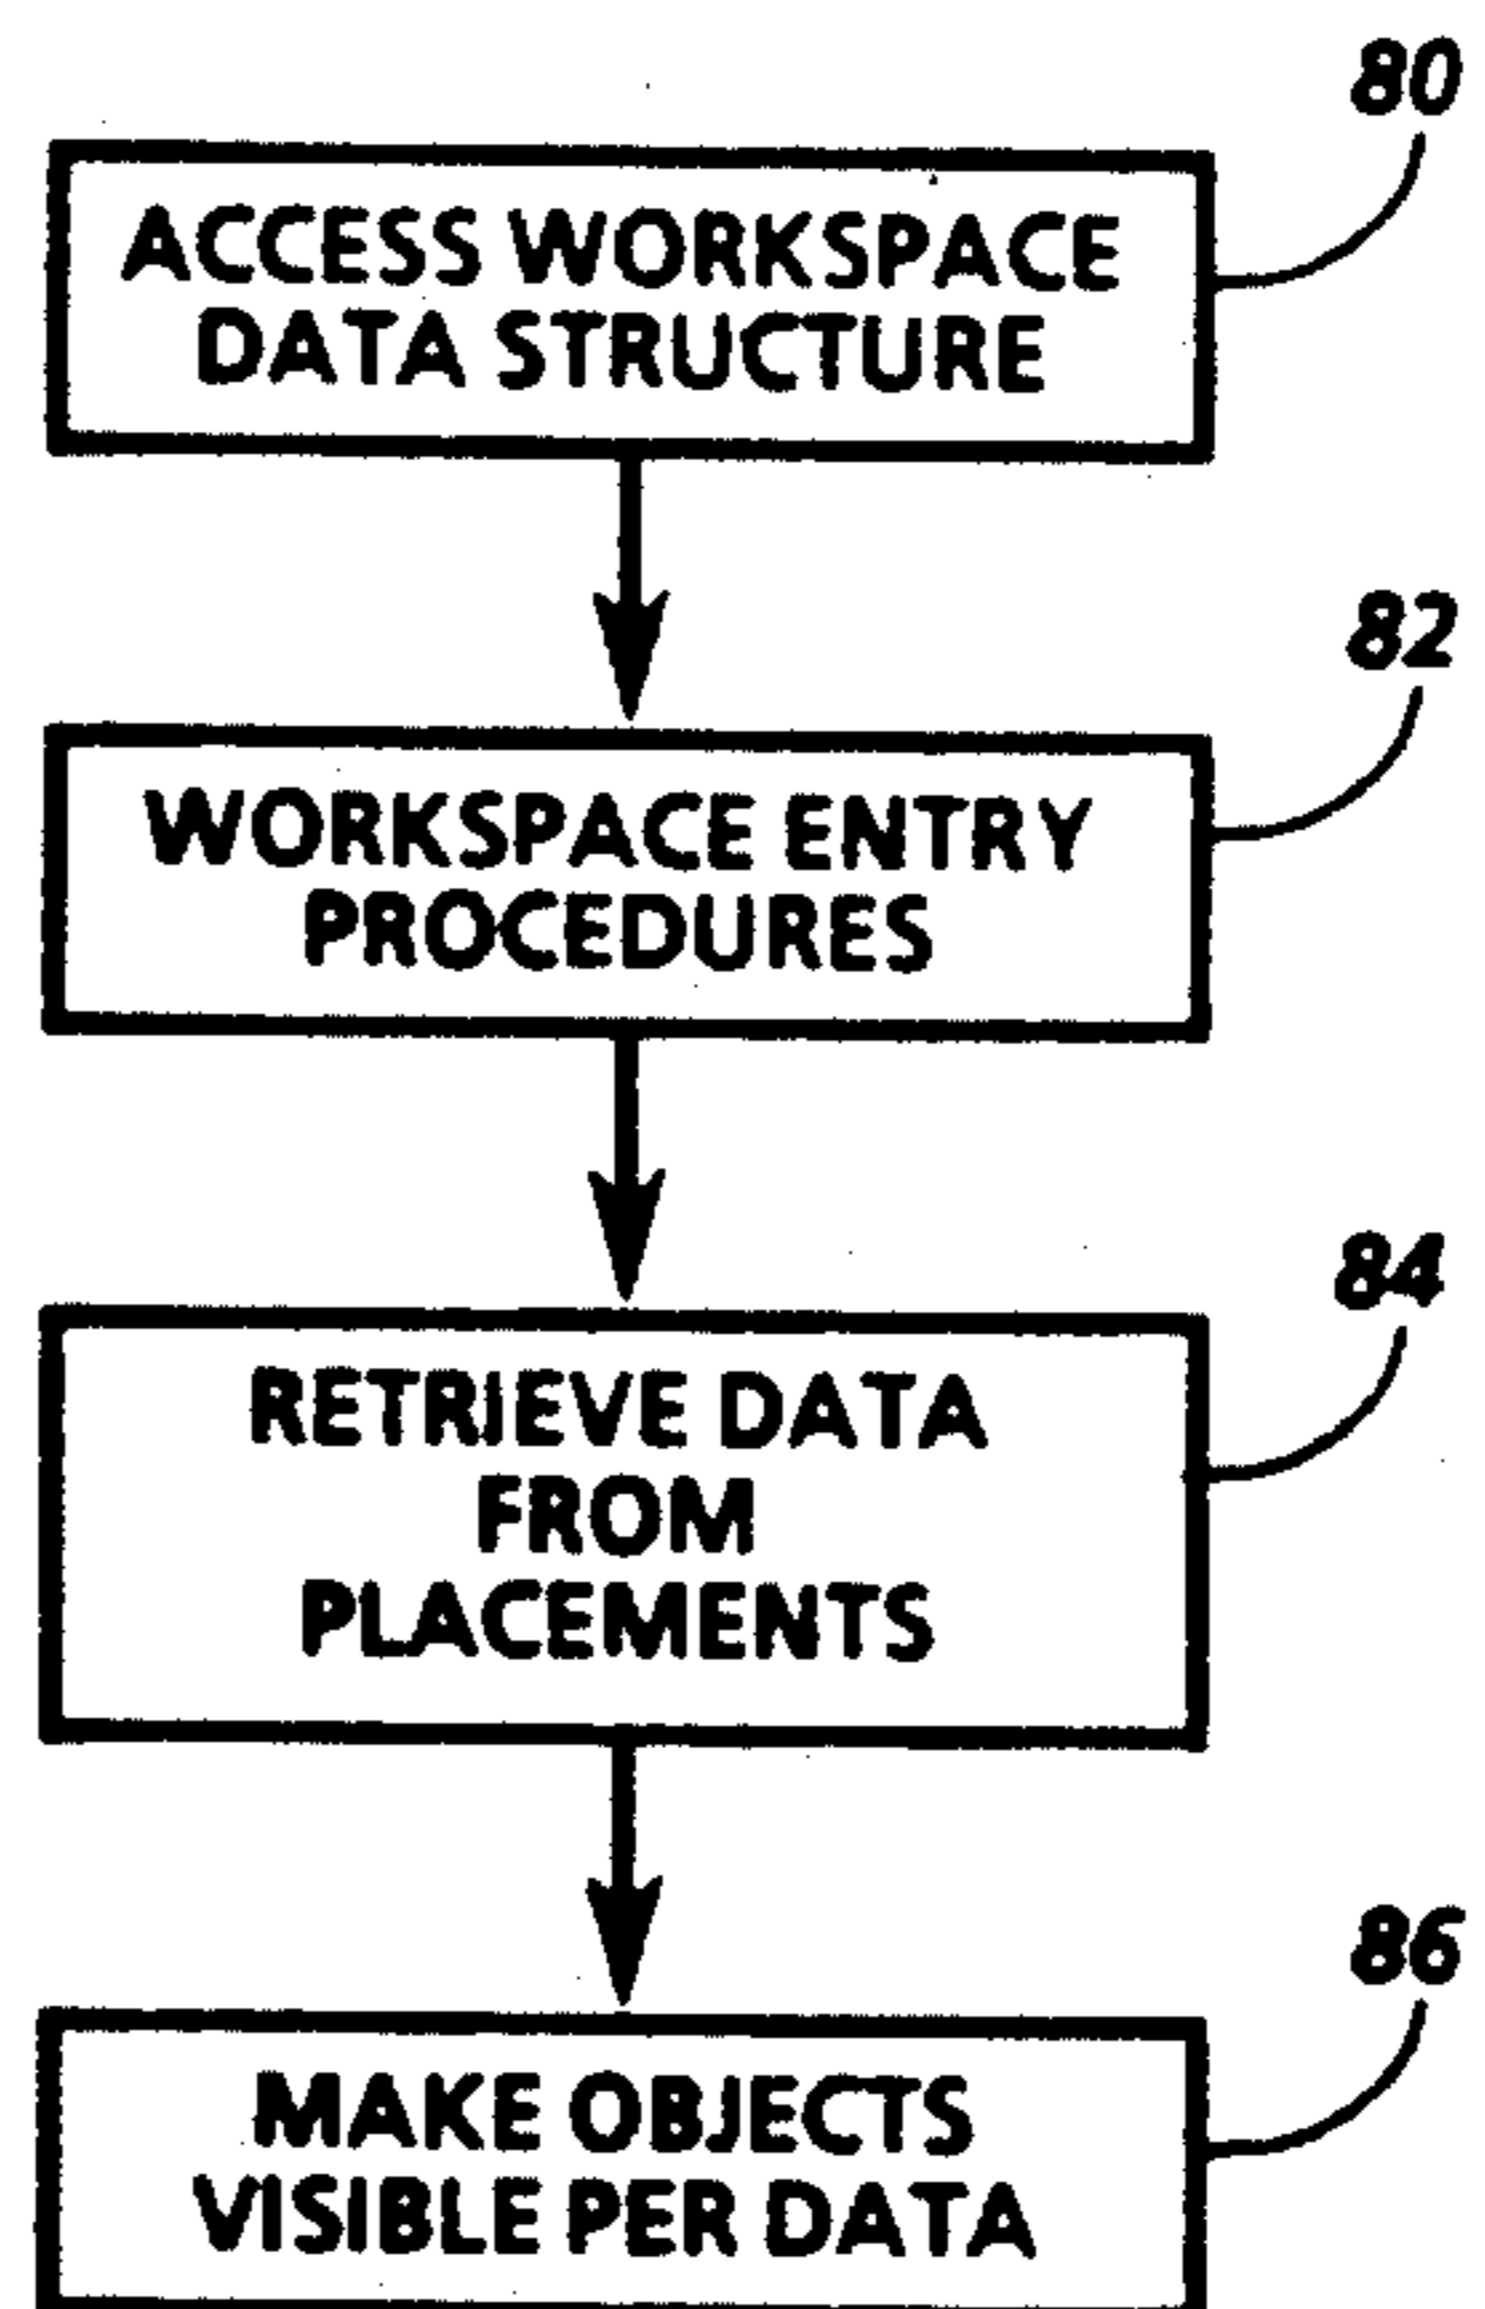 80
ACCESS WORKSPACE
DATA STRUCTURE
82
WORKSPACE ENTRY
PROCEDURES
84
RETRIEVE DATA
FROM
PLACEMENTS
86
MAKE OBJECTS
VISIBLE PER DATA